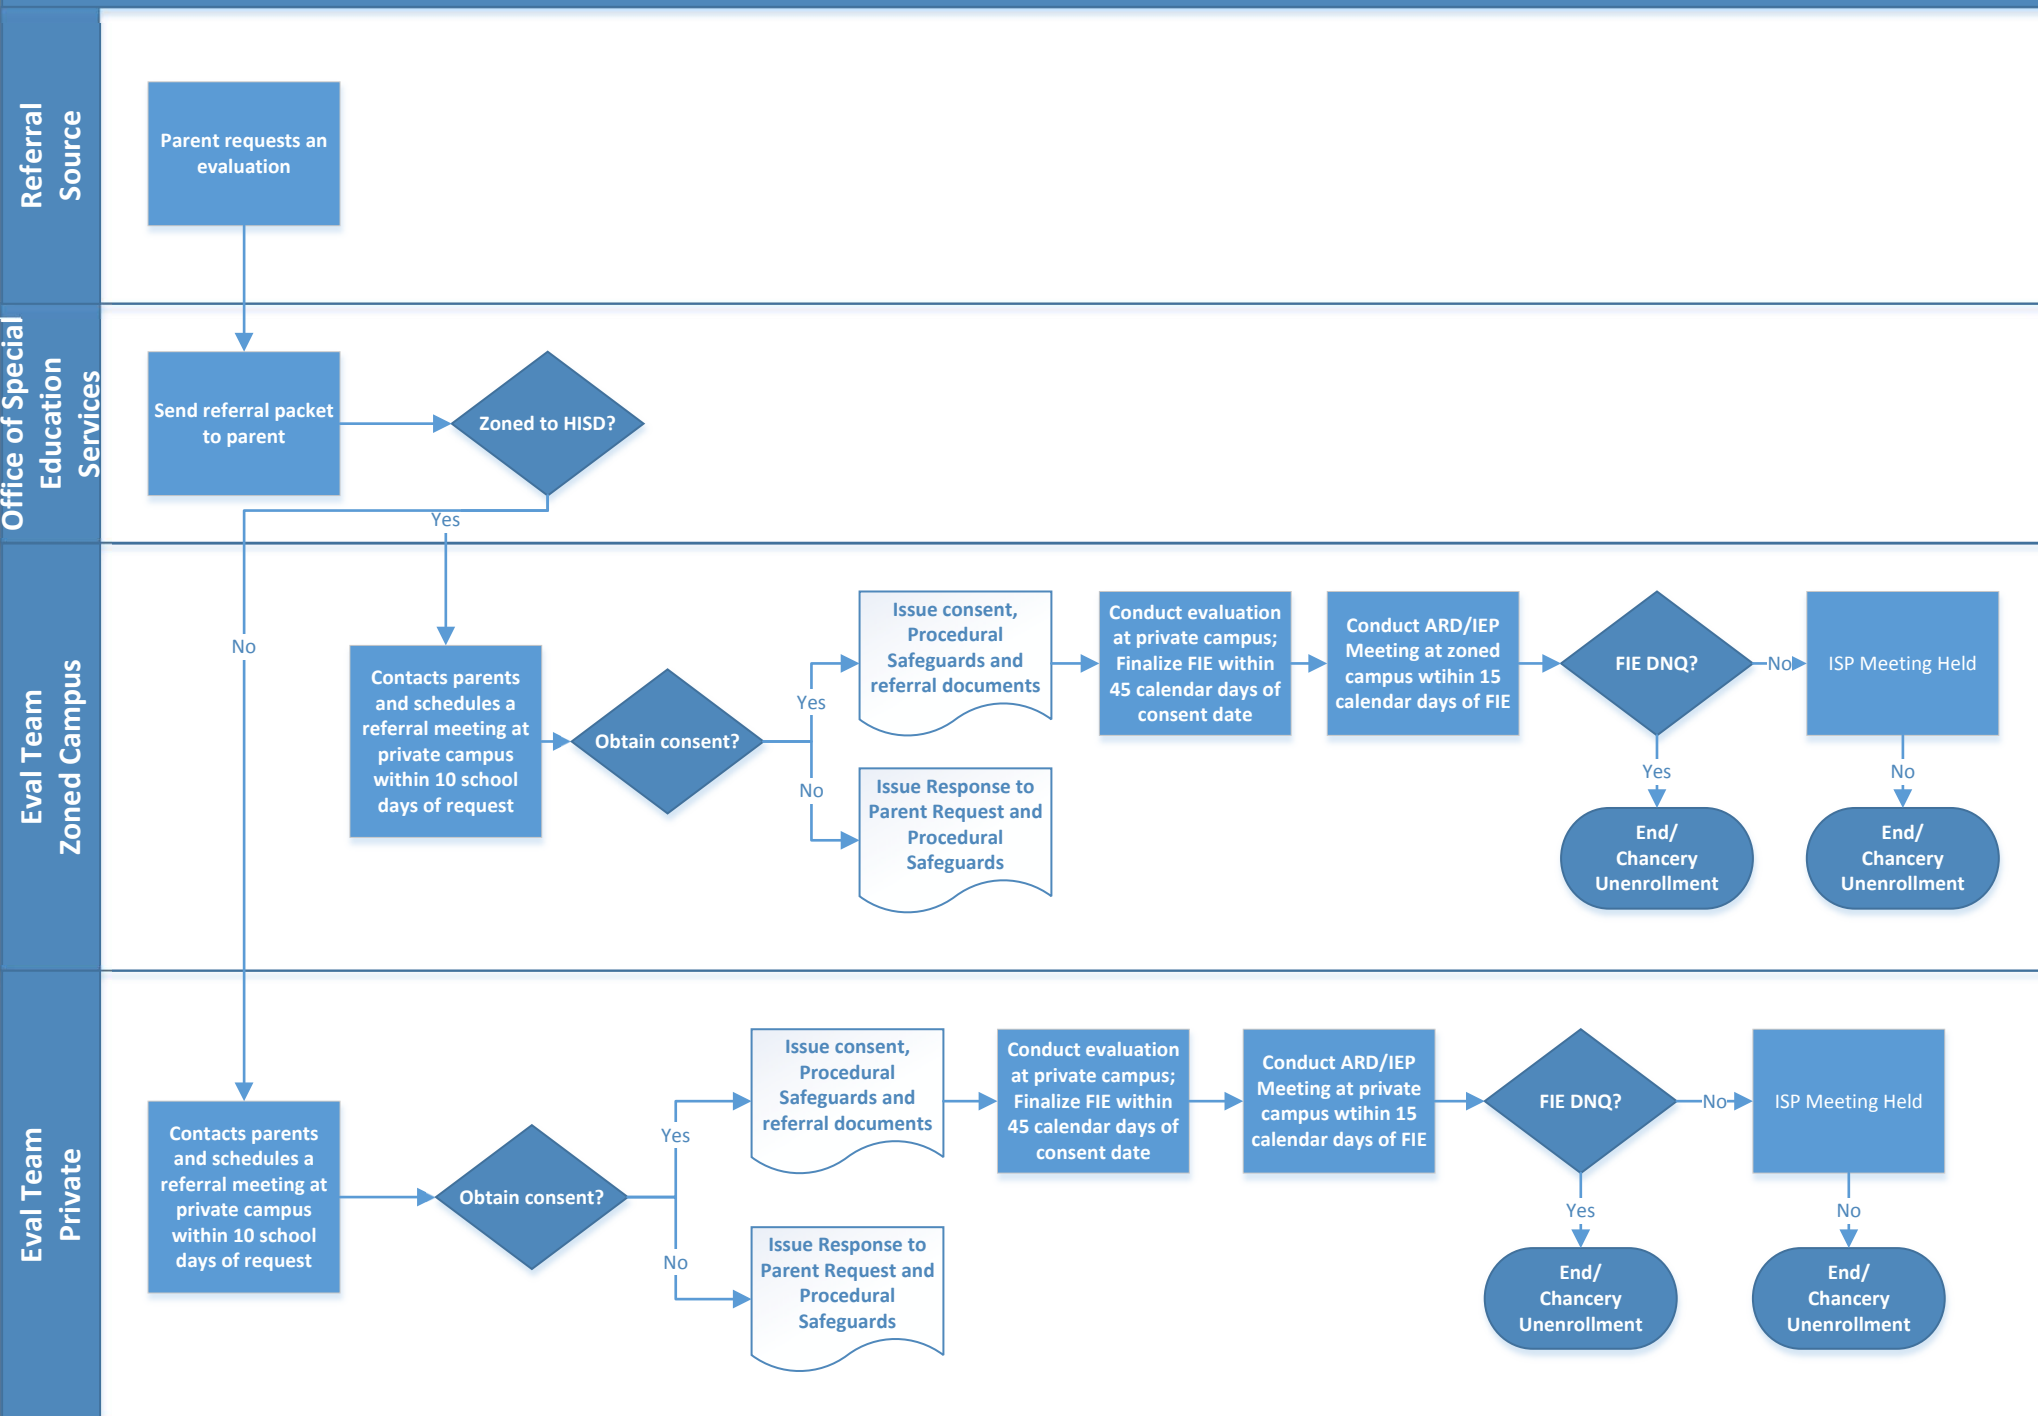 Referral
Source
Parent requests an
evaluation
Office of Special
Education
Services
Send referral packet
to parent
Zoned to HISD?
Yes
No
Eval Team
Zoned Campus
Contacts parents
and schedules a
referral meeting at
private campus
within 10 school
days of request
Obtain consent?
Yes
No
Issue consent,
Procedural
Safeguards and
referral documents
Issue Response to
Parent Request and
Procedural
Safeguards
Conduct evaluation
at private campus;
Finalize FIE within
45 calendar days of
consent date
Conduct ARD/IEP
Meeting at zoned
campus wtihin 15
calendar days of FIE
FIE DNQ?
No
ISP Meeting Held
Yes
No
End/
Chancery
Unenrollment
End/
Chancery
Unenrollment
Eval Team
Private
Contacts parents
and schedules a
referral meeting at
private campus
within 10 school
days of request
Obtain consent?
Yes
No
Issue consent,
Procedural
Safeguards and
referral documents
Issue Response to
Parent Request and
Procedural
Safeguards
Conduct evaluation
at private campus;
Finalize FIE within
45 calendar days of
consent date
Conduct ARD/IEP
Meeting at private
campus wtihin 15
calendar days of FIE
FIE DNQ?
No
ISP Meeting Held
Yes
No
End/
Chancery
Unenrollment
End/
Chancery
Unenrollment